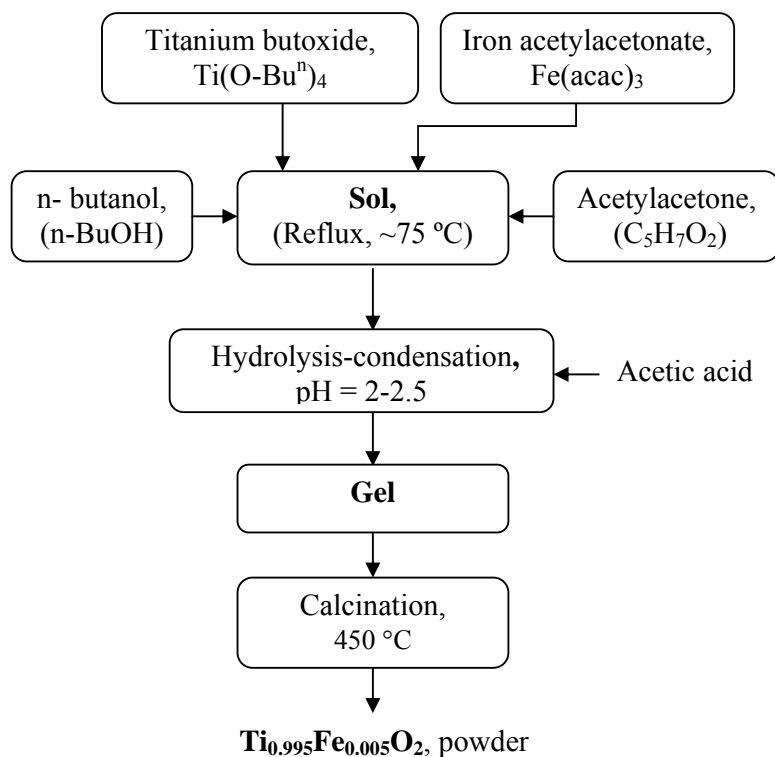 Titanium butoxide,
Ti(O-Buⁿ)₄
Iron acetylacetonate,
Fe(acac)₃
n- butanol,
(n-BuOH)
Sol,
(Reflux, ~75 ºC)
Acetylacetone,
(C₅H₇O₂)
Hydrolysis-condensation,
pH = 2-2.5
Acetic acid
Gel
Calcination,
450 °C
Ti₀.₉₉₅Fe₀.₀₀₅O₂, powder